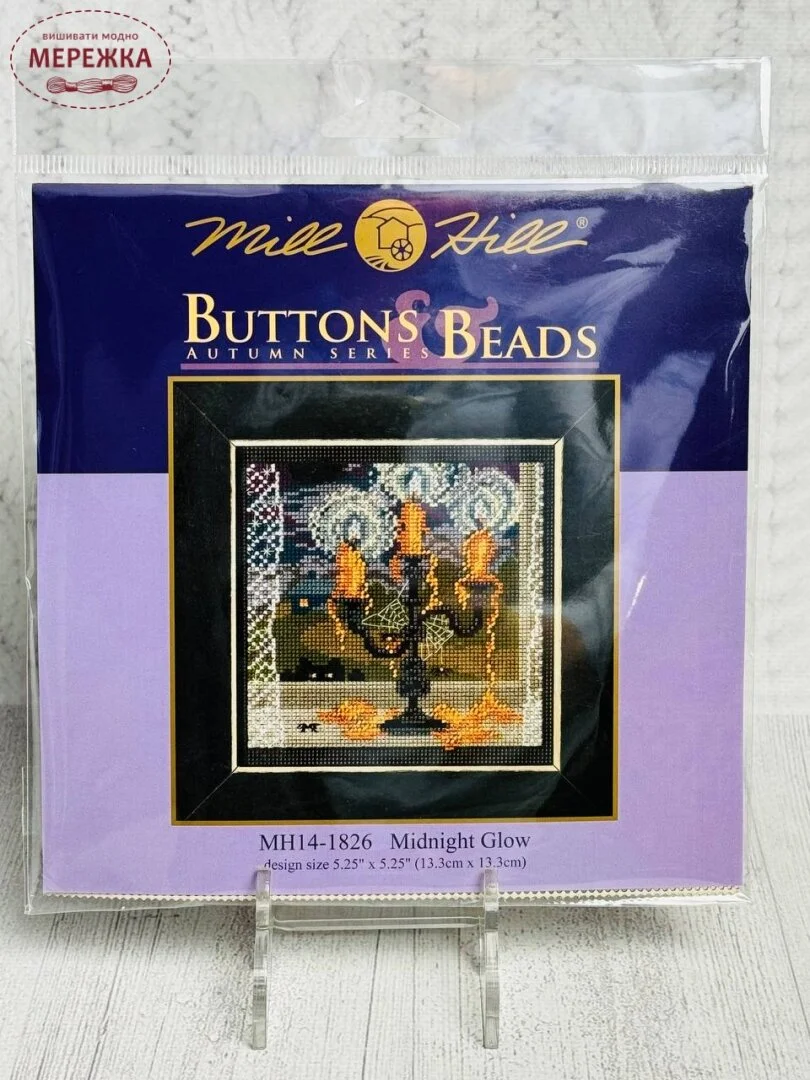 вишивати модно
МЕРЕЖКА
Mill Hill®
BUTTONS & BEADS
AUTUMN SERIES
MH14-1826 Midnight Glow
design size 5.25" x 5.25" (13.3cm x 13.3cm)